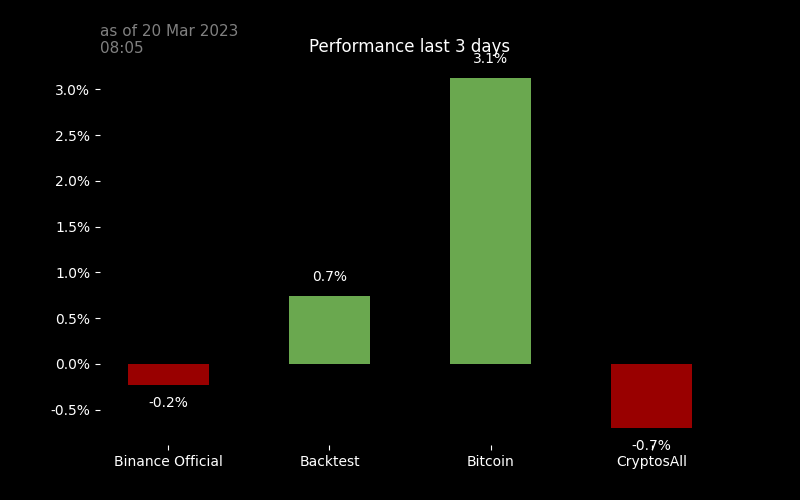 as of 20 Mar 2023
08:05
Performance last 3 days
3.1%
3.0%
2.5%
2.0%
1.5%
1.0%
0.7%
0.5%
0.0%
-0.2%
-0.5%
-0.7%
Binance Official
Backtest
Bitcoin
CryptosAll